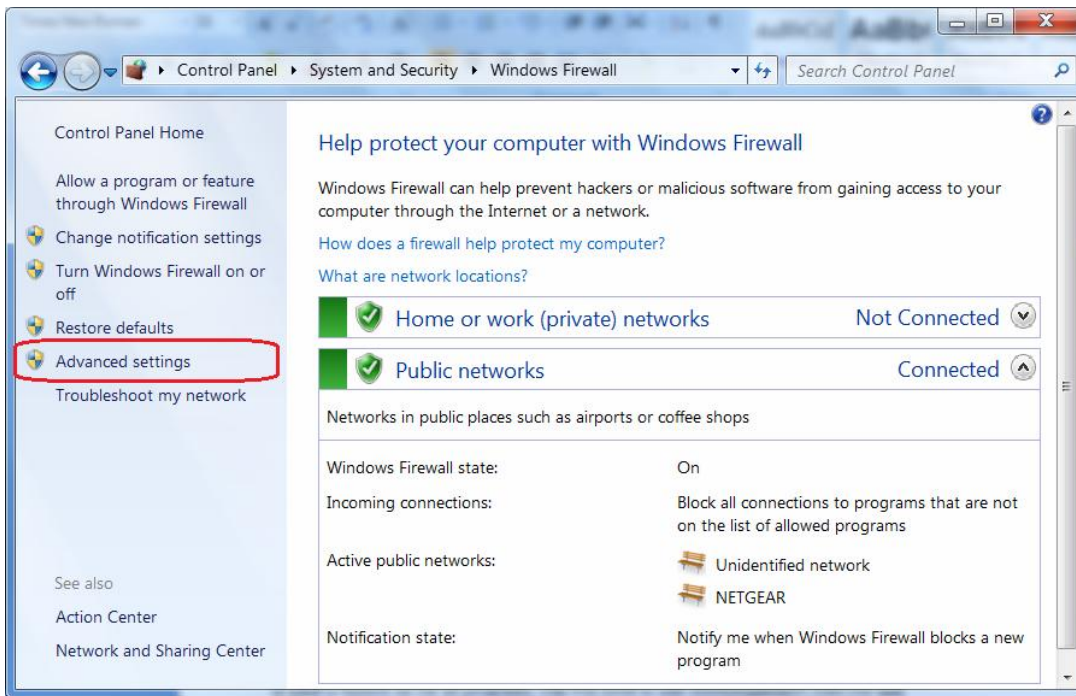 Control Panel ▸ System and Security ▸ Windows Firewall
Search Control Panel
Control Panel Home
Allow a program or feature
through Windows Firewall
Change notification settings
Turn Windows Firewall on or
off
Restore defaults
Advanced settings
Troubleshoot my network
See also
Action Center
Network and Sharing Center
Help protect your computer with Windows Firewall
Windows Firewall can help prevent hackers or malicious software from gaining access to your
computer through the Internet or a network.
How does a firewall help protect my computer?
What are network locations?
Home or work (private) networks Not Connected
Public networks Connected
Networks in public places such as airports or coffee shops
Windows Firewall state: On
Incoming connections: Block all connections to programs that are not
on the list of allowed programs
Active public networks: Unidentified network
NETGEAR
Notification state: Notify me when Windows Firewall blocks a new
program